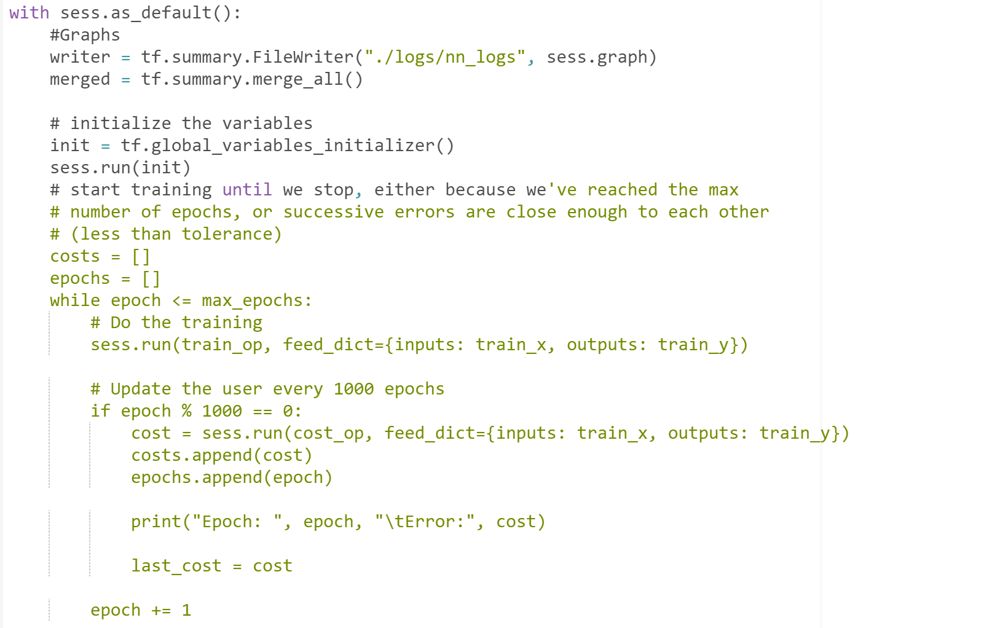 with sess.as_default():
    #Graphs
    writer = tf.summary.FileWriter("./logs/nn_logs", sess.graph)
    merged = tf.summary.merge_all()

    # initialize the variables
    init = tf.global_variables_initializer()
    sess.run(init)
    # start training until we stop, either because we've reached the max
    # number of epochs, or successive errors are close enough to each other
    # (less than tolerance)
    costs = []
    epochs = []
    while epoch <= max_epochs:
        # Do the training
        sess.run(train_op, feed_dict={inputs: train_x, outputs: train_y})

        # Update the user every 1000 epochs
        if epoch % 1000 == 0:
            cost = sess.run(cost_op, feed_dict={inputs: train_x, outputs: train_y})
            costs.append(cost)
            epochs.append(epoch)

            print("Epoch: ", epoch, "\tError:", cost)

            last_cost = cost

        epoch += 1